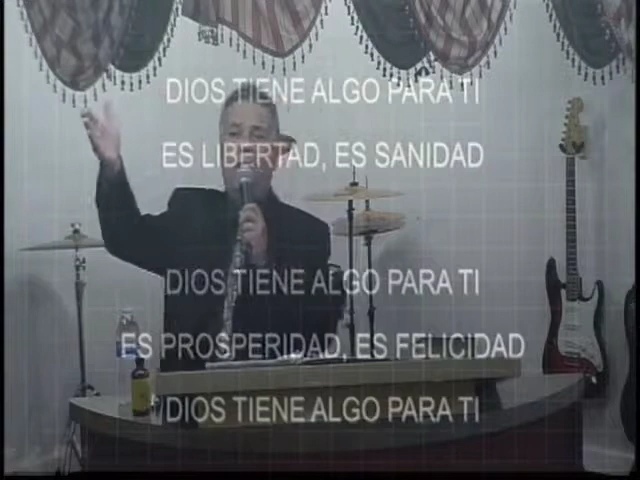 DIOS TIENE ALGO PARA TI
ES LIBERTAD, ES SANIDAD
DIOS TIENE ALGO PARA TI
ES PROSPERIDAD, ES FELICIDAD
DIOS TIENE ALGO PARA TI